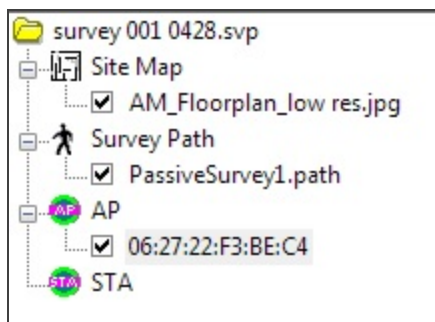 survey 001 0428.svp
Site Map
AM_Floorplan_low res.jpg
Survey Path
PassiveSurvey1.path
AP AP
06:27:22:F3:BE:C4
STA STA